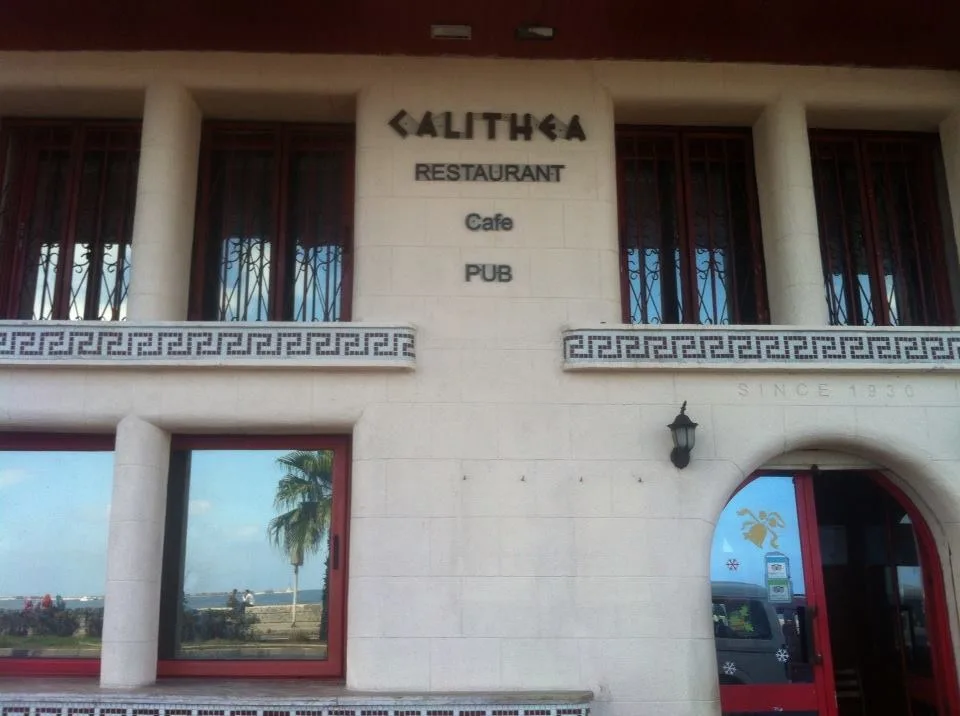 CALITHEA
RESTAURANT
Cafe
PUB
SINCE 1930